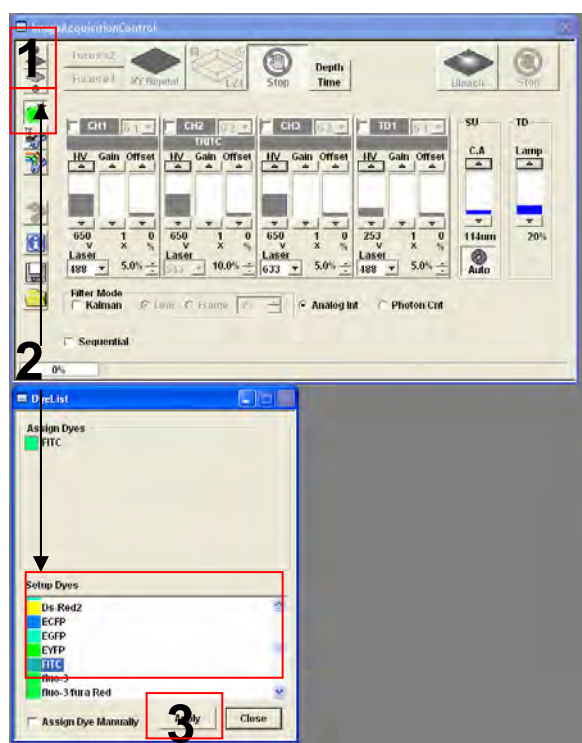 ImageAcquisitionControl
1
Focus x2
Focus x4
XY Repeat
Stop
Depth
Time
Bleach
Stop
CH1 CH2 CH3 TD1
TRITC
HV Gain Offset HV Gain Offset HV Gain Offset HV Gain Offset
SU
C.A
TD
Lamp
650 1 0 650 1 0 650 1 0 253 1 0
V X % V X % V X % V X %
114um
20%
Laser Laser Laser Laser
488 5.0% 543 10.0% 633 5.0% 488 5.0%
Auto
Filter Mode
Kalman Line Frame Analog Int Photon Cnt
Sequential
2
0%
DyeList
Assign Dyes
FITC
Setup Dyes
Ds-Red2
ECFP
EGFP
EYFP
FITC
fluo-3
fluo-3 fura Red
Assign Dye Manually
Apply
Close
3